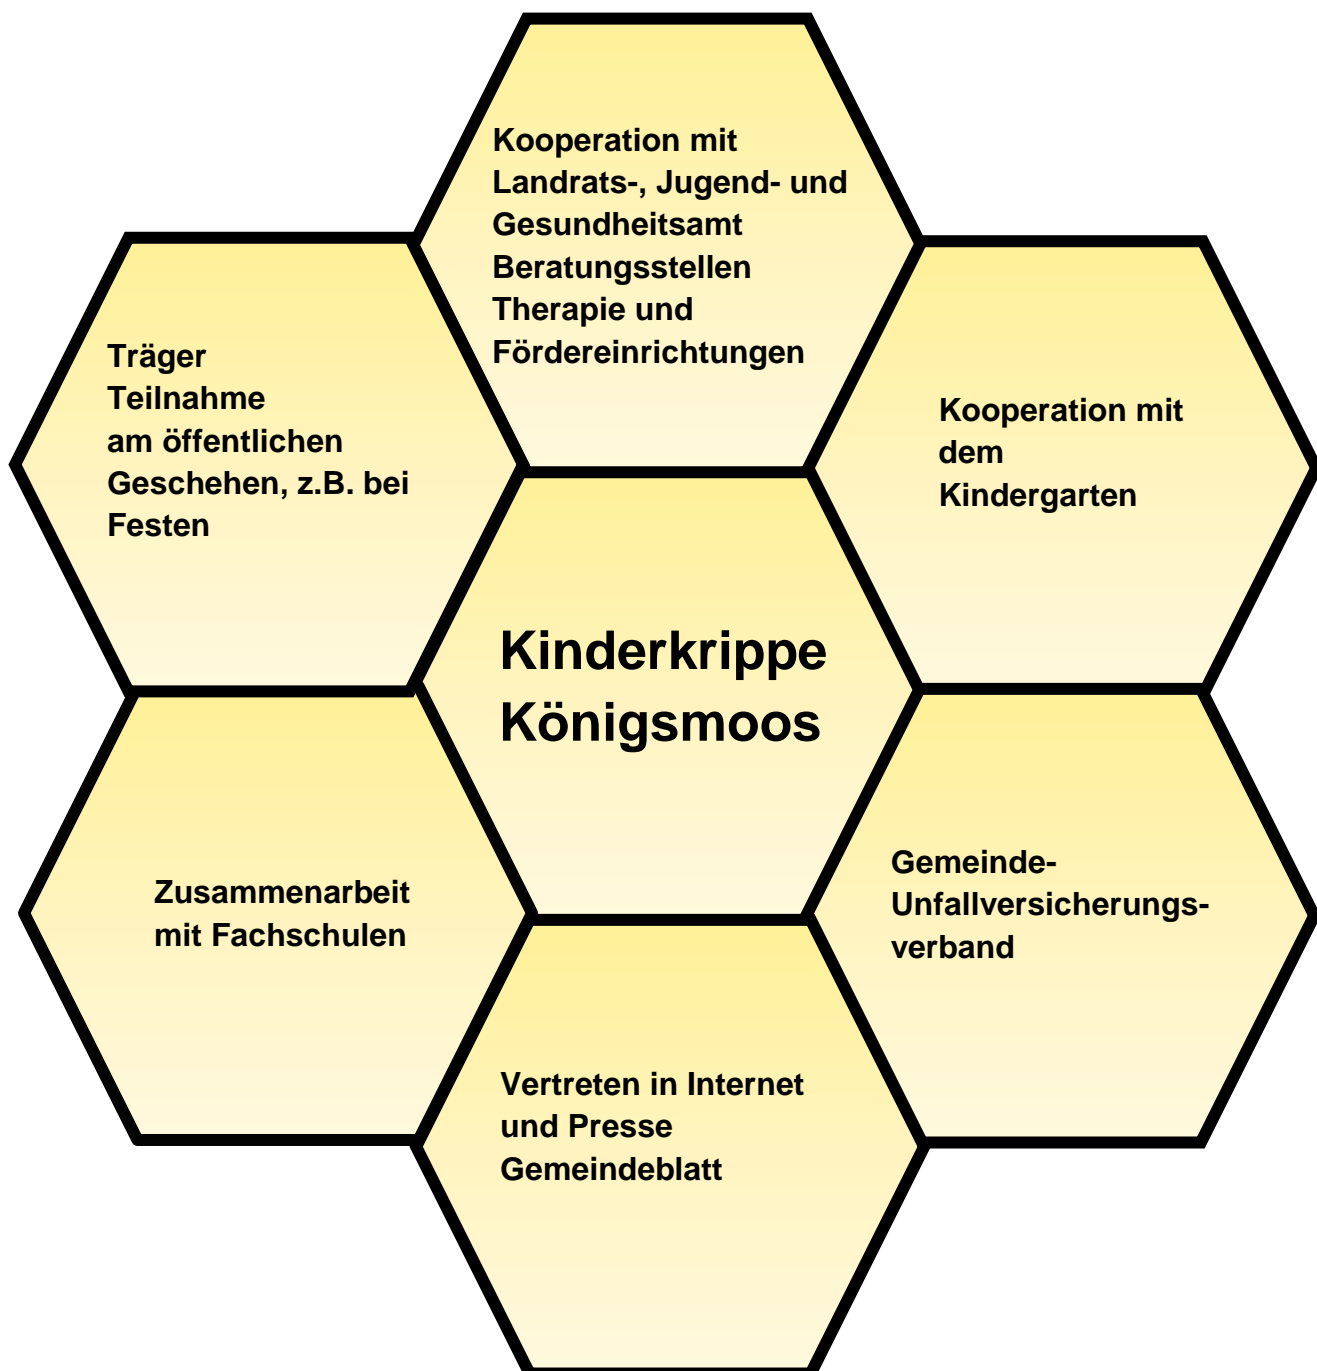 Kooperation mit
Landrats-, Jugend- und
Gesundheitsamt
Beratungsstellen
Therapie und
Fördereinrichtungen
Träger
Teilnahme
am öffentlichen
Geschehen, z.B. bei
Festen
Kooperation mit
dem
Kindergarten
Kinderkrippe
Königsmoos
Zusammenarbeit
mit Fachschulen
Gemeinde-
Unfallversicherungs-
verband
Vertreten in Internet
und Presse
Gemeindeblatt